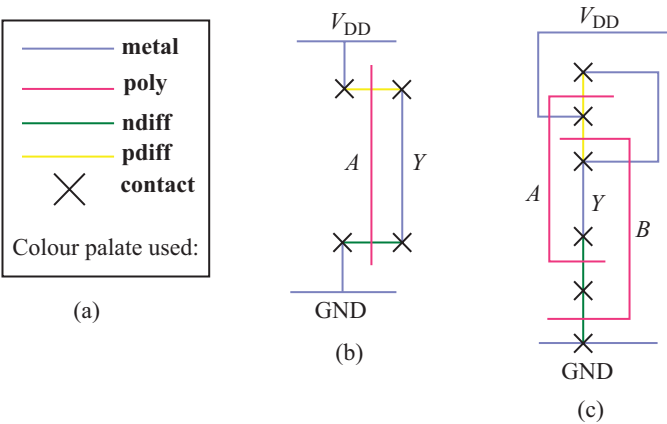 metal
poly
ndiff
pdiff
contact
Colour palate used:
(a)
VDD
A
Y
GND
(b)
VDD
A
Y
B
GND
(c)